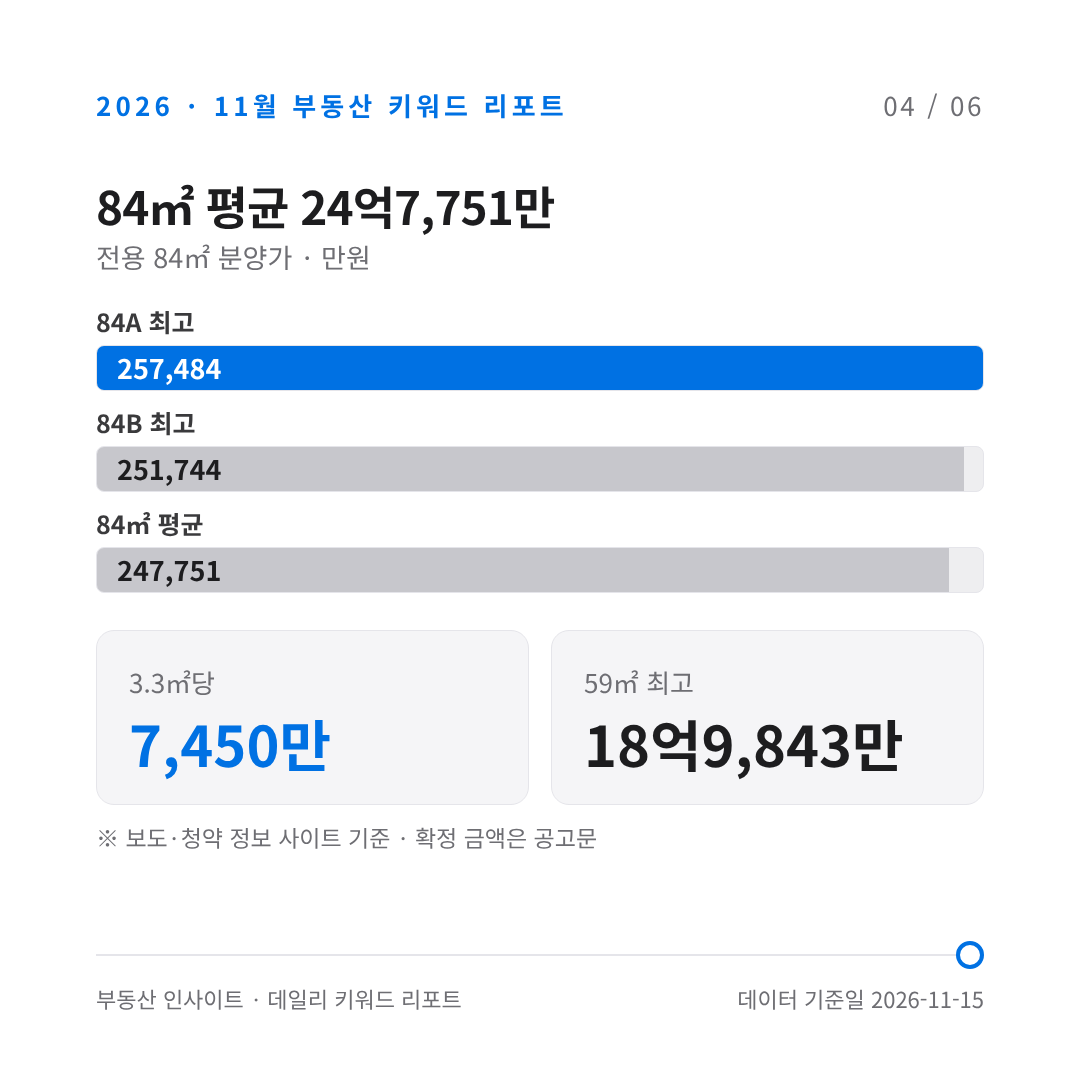 2026 · 11월 부동산 키워드 리포트
04 / 06
84㎡ 평균 24억7,751만
전용 84㎡ 분양가 · 만원
84A 최고
257,484
84B 최고
251,744
84㎡ 평균
247,751
3.3㎡당
7,450만
59㎡ 최고
18억9,843만
※ 보도·청약 정보 사이트 기준 · 확정 금액은 공고문
부동산 인사이트 · 데일리 키워드 리포트
데이터 기준일 2026-11-15